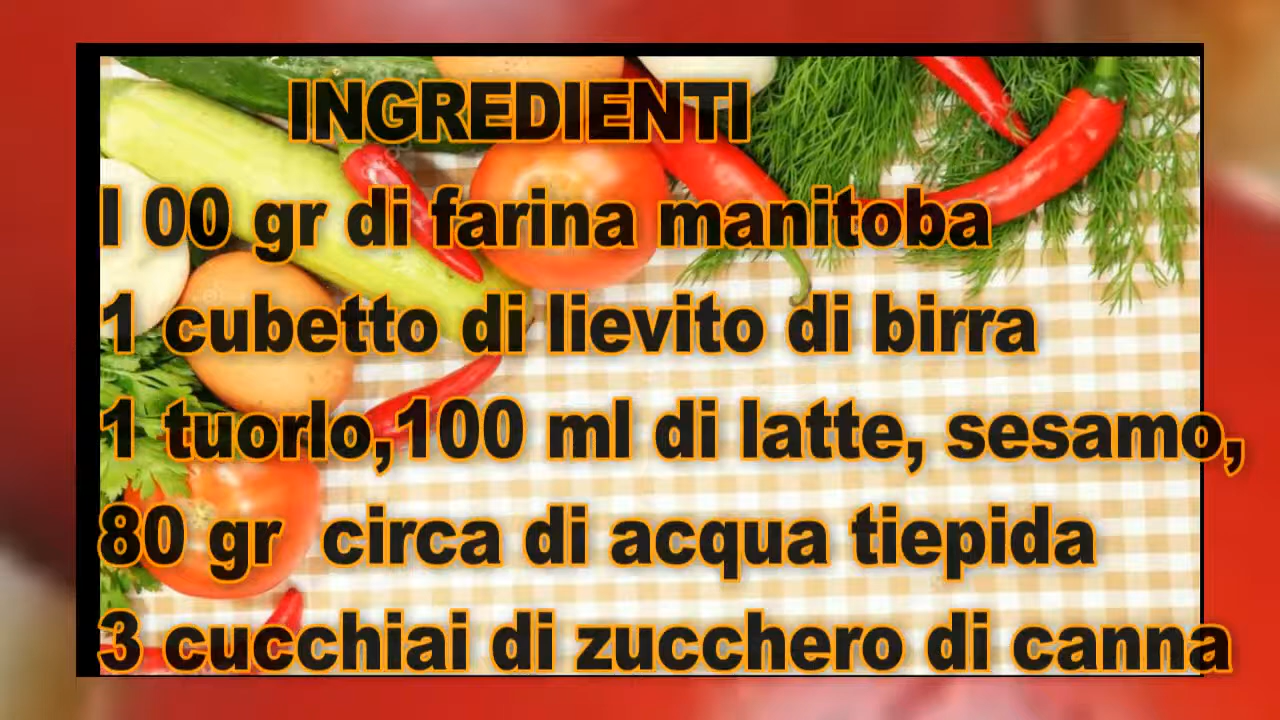 INGREDIENTI
I 00 gr di farina manitoba
1 cubetto di lievito di birra
1 tuorlo,100 ml di latte, sesamo,
80 gr  circa di acqua tiepida
3 cucchiai di zucchero di canna